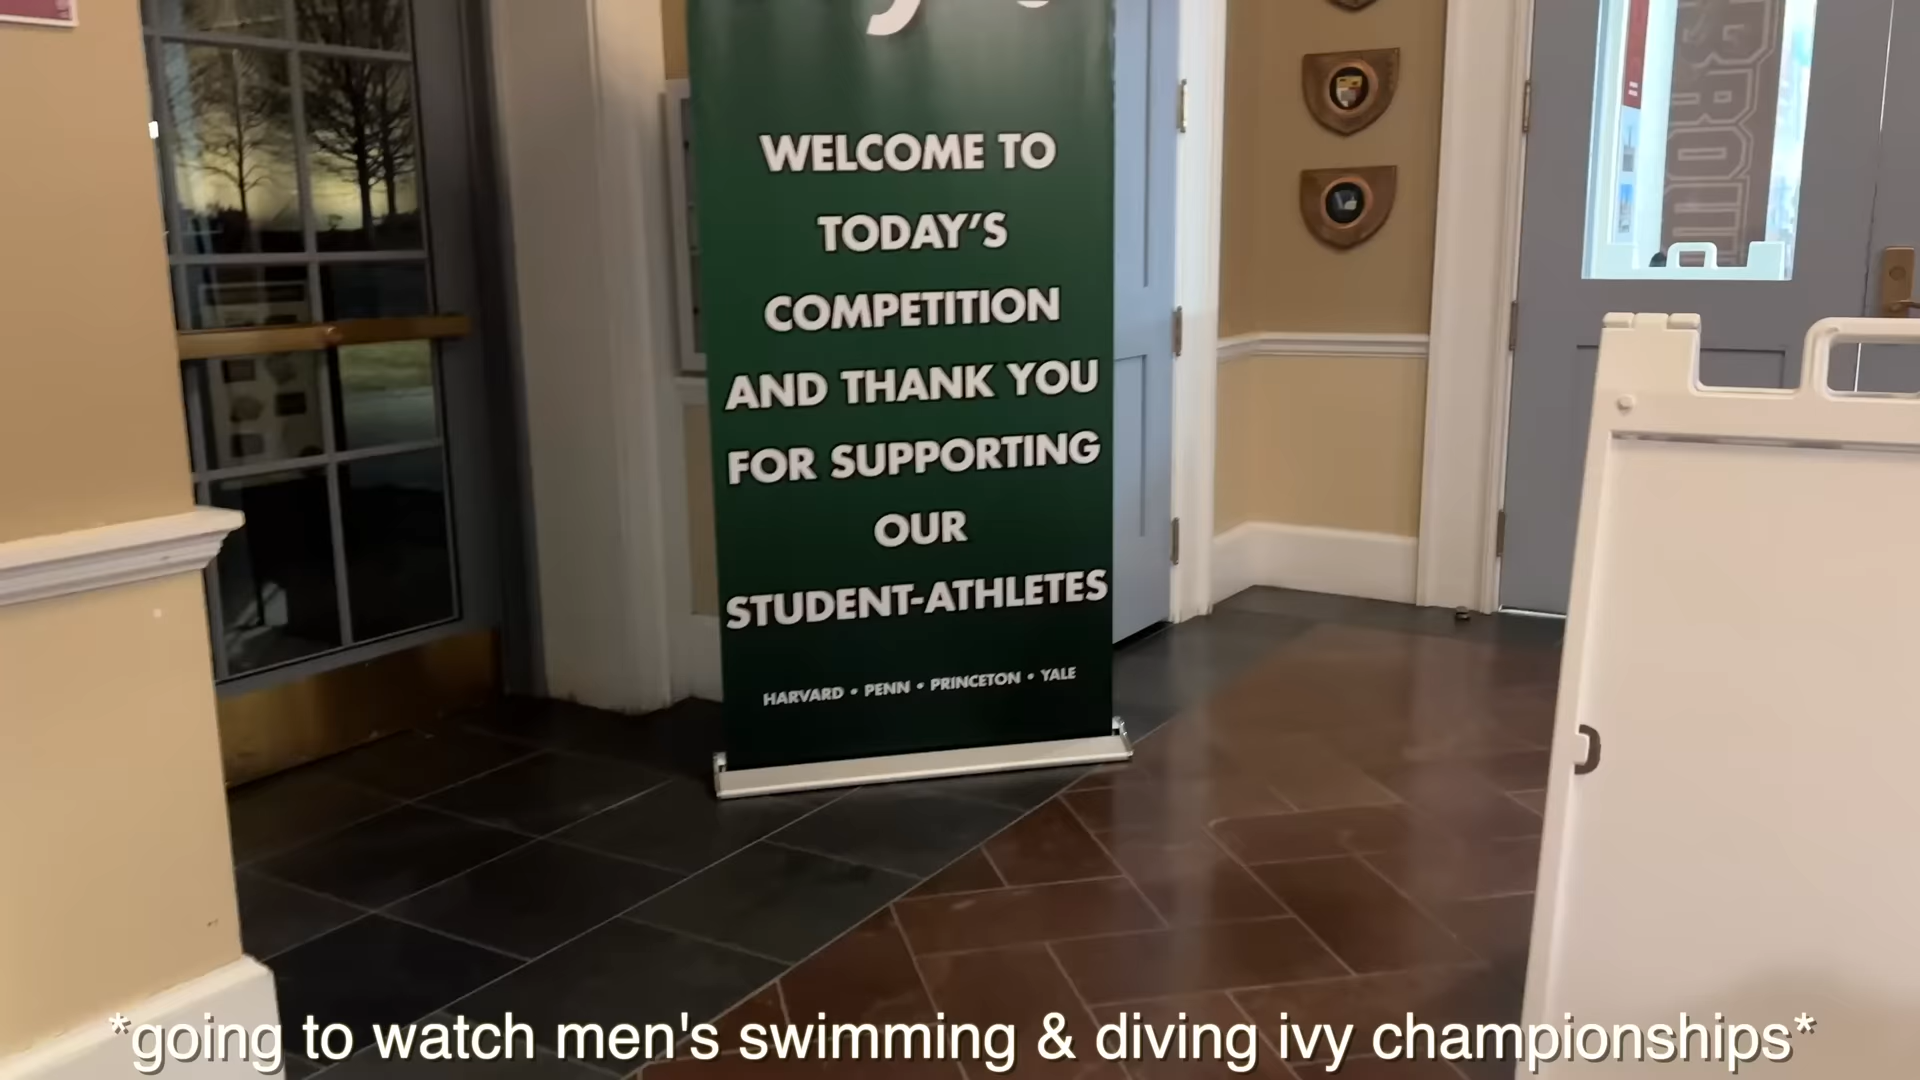 WELCOME TO
TODAY'S
COMPETITION
AND THANK YOU
FOR SUPPORTING
OUR
STUDENT-ATHLETES
HARVARD • PENN • PRINCETON • YALE
*going to watch men's swimming & diving ivy championships*